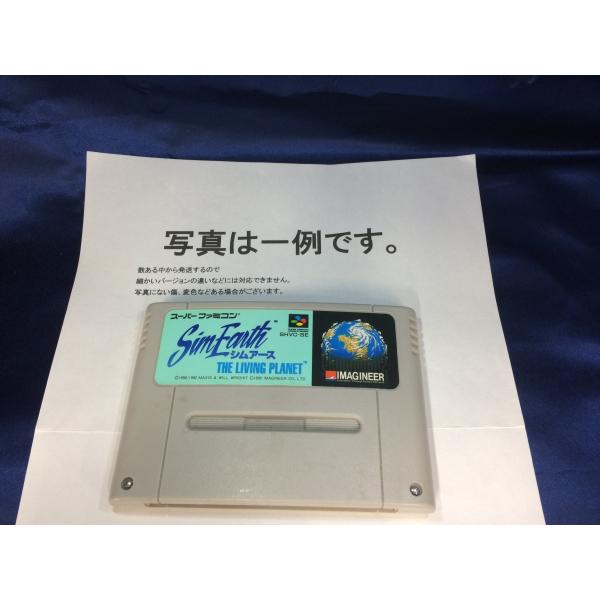 写真は一例です。
数ある中から発送するので
細かいバージョンの違いなどには対応できません。
写真にない傷、変色などある場合がございます。
スーパーファミコン
SHVC-SE
SimEarth™
シムアース
THE LIVING PLANET™
IMAGINEER